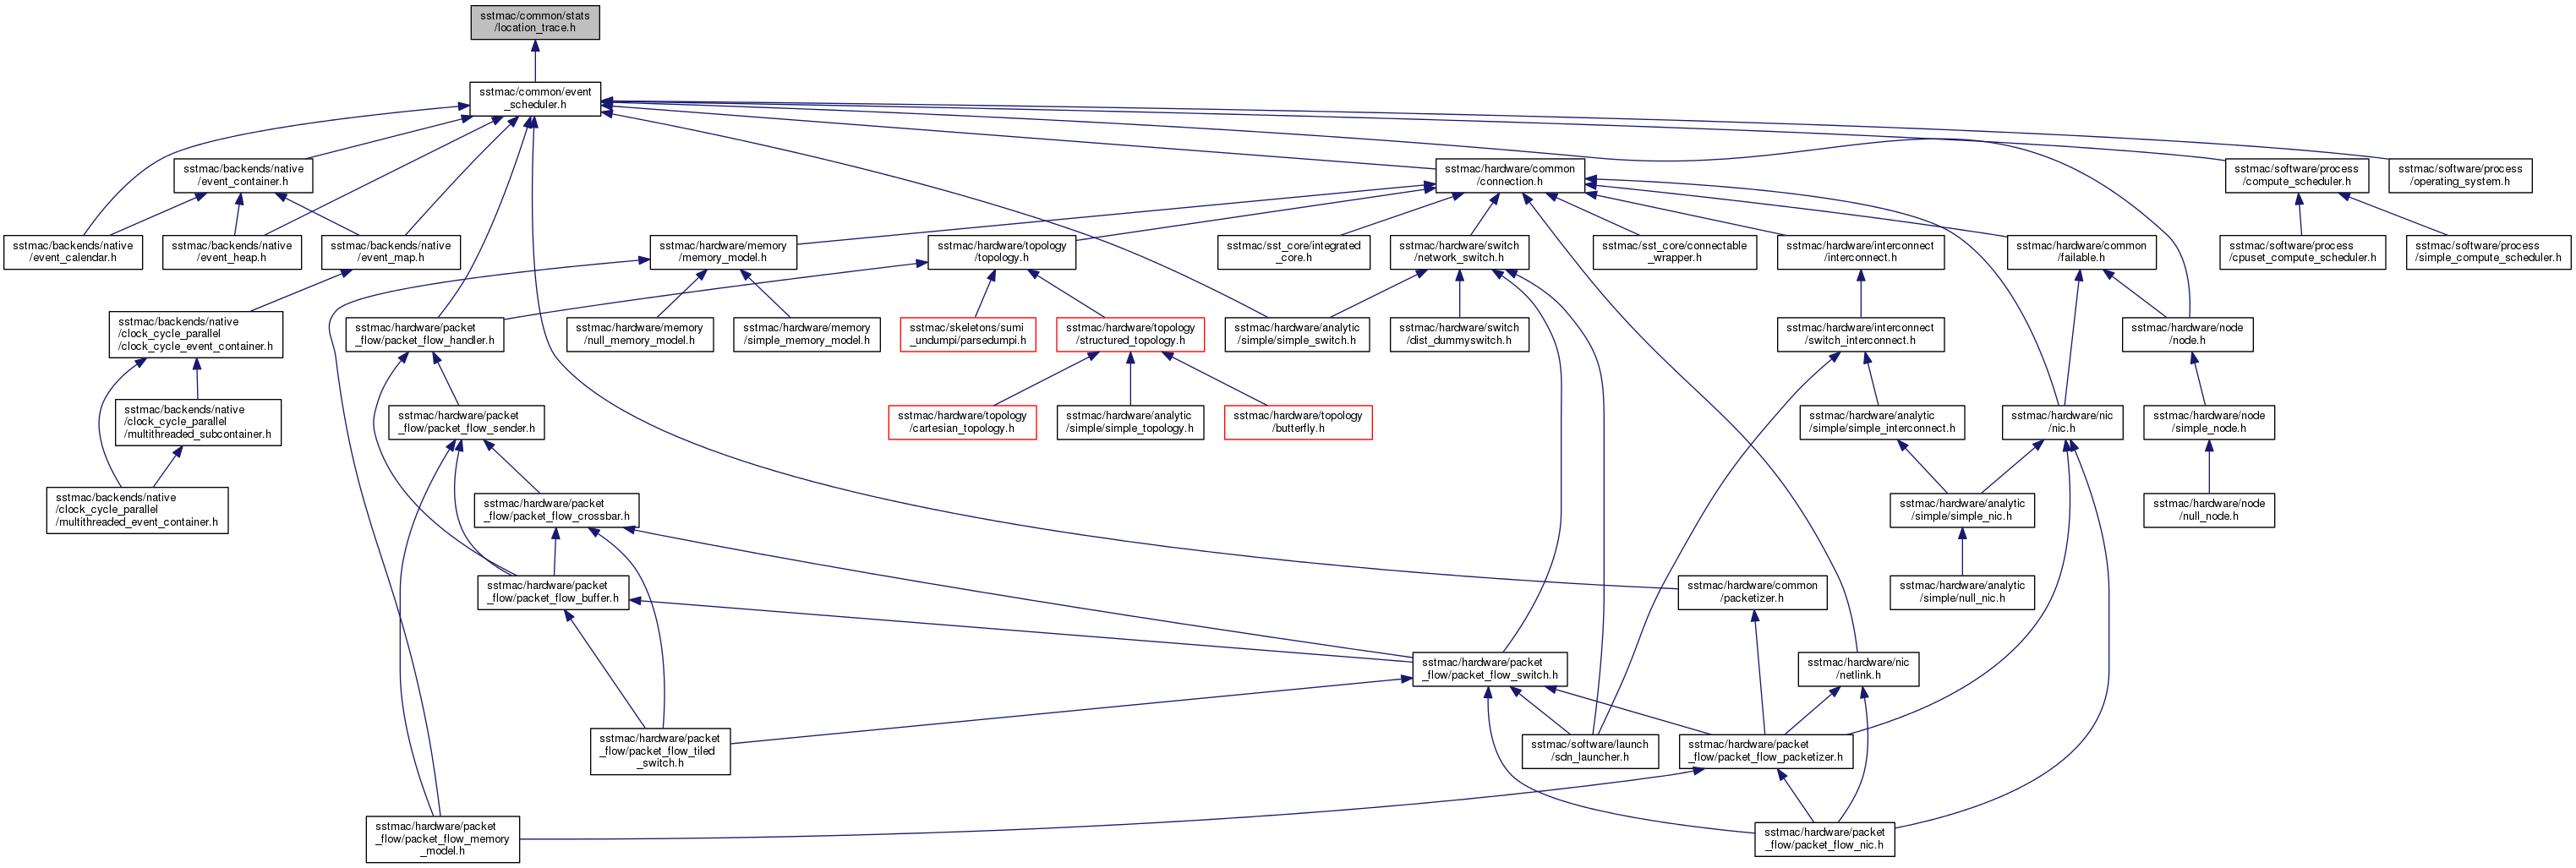 sstmac/common/stats
/location_trace.h
sstmac/common/event
_scheduler.h
sstmac/backends/native
/event_container.h
sstmac/hardware/common
/connection.h
sstmac/software/process
/compute_scheduler.h
sstmac/software/process
/operating_system.h
sstmac/backends/native
/event_calendar.h
sstmac/backends/native
/event_heap.h
sstmac/backends/native
/event_map.h
sstmac/hardware/memory
/memory_model.h
sstmac/hardware/topology
/topology.h
sstmac/sst_core/integrated
_core.h
sstmac/hardware/switch
/network_switch.h
sstmac/sst_core/connectable
_wrapper.h
sstmac/hardware/interconnect
/interconnect.h
sstmac/hardware/common
/failable.h
sstmac/software/process
/cpuset_compute_scheduler.h
sstmac/software/process
/simple_compute_scheduler.h
sstmac/backends/native
/clock_cycle_parallel
/clock_cycle_event_container.h
sstmac/hardware/packet
_flow/packet_flow_handler.h
sstmac/hardware/memory
/null_memory_model.h
sstmac/hardware/memory
/simple_memory_model.h
sstmac/skeletons/sumi
_undumpi/parsedumpi.h
sstmac/hardware/topology
/structured_topology.h
sstmac/hardware/analytic
/simple/simple_switch.h
sstmac/hardware/switch
/dist_dummyswitch.h
sstmac/hardware/interconnect
/switch_interconnect.h
sstmac/hardware/node
/node.h
sstmac/backends/native
/clock_cycle_parallel
/multithreaded_subcontainer.h
sstmac/hardware/packet
_flow/packet_flow_sender.h
sstmac/hardware/topology
/cartesian_topology.h
sstmac/hardware/analytic
/simple/simple_topology.h
sstmac/hardware/topology
/butterfly.h
sstmac/hardware/analytic
/simple/simple_interconnect.h
sstmac/hardware/nic
/nic.h
sstmac/hardware/node
/simple_node.h
sstmac/backends/native
/clock_cycle_parallel
/multithreaded_event_container.h
sstmac/hardware/packet
_flow/packet_flow_crossbar.h
sstmac/hardware/analytic
/simple/simple_nic.h
sstmac/hardware/node
/null_node.h
sstmac/hardware/packet
_flow/packet_flow_buffer.h
sstmac/hardware/common
/packetizer.h
sstmac/hardware/analytic
/simple/null_nic.h
sstmac/hardware/packet
_flow/packet_flow_switch.h
sstmac/hardware/nic
/netlink.h
sstmac/hardware/packet
_flow/packet_flow_tiled
_switch.h
sstmac/software/launch
/sdn_launcher.h
sstmac/hardware/packet
_flow/packet_flow_packetizer.h
sstmac/hardware/packet
_flow/packet_flow_memory
_model.h
sstmac/hardware/packet
_flow/packet_flow_nic.h